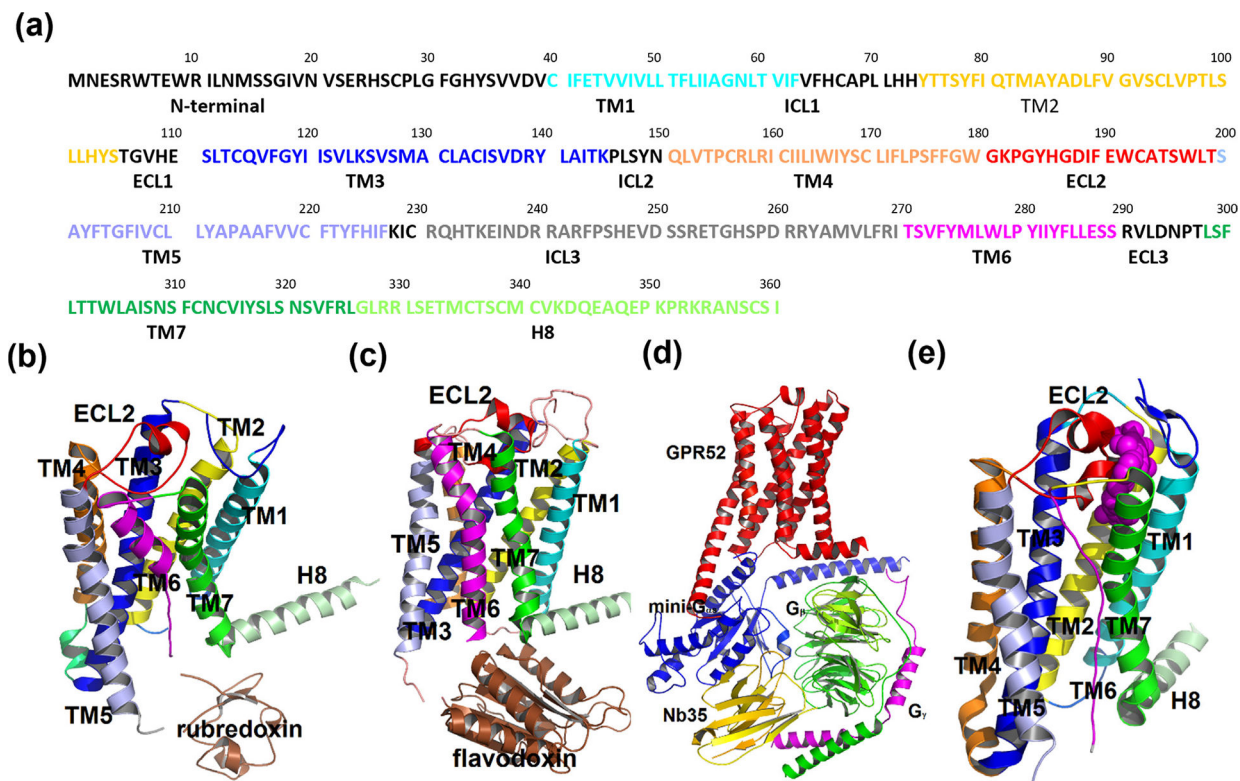 (a)
10 20 30 40 50 60 70 80 90 100
MNESRWTEWR ILNMSSGIVN VSERHSCPLG FGHYSVVDVC IFETVVIVLL TFLIIAGNLT VIFVFHCAPLLHH YTTSYFI QTMAYADLFV GVSCLVPTLS
N-terminal TM1 ICL1 TM2
110 120 130 140 150 160 170 180 190 200
LLHYSTGVHE SLTCQVFGYI ISVLKSVSMA CLACISVDRY LAITKPLSYN QLVTPCRLRI CIILIWIYSC LIFLPSFFGW GKPGYHGDIF EWCATSWLTS
ECL1 TM3 ICL2 TM4 ECL2
210 220 230 240 250 260 270 280 290 300
AYFTGFIVCL LYAPAAFVVC FTYFHIFKIC RQHTKEINDR RARFPSHEVD SSRETGHSPD RRYAMVLFRI TSVFYMLWLP YIIYFLLESS RVLDNPTLSF
TM5 ICL3 TM6 ECL3
310 320 330 340 350 360
LTTWLAISNS FCNCVIYSLS NSVFRLGLRR LSETMCTSCM CVKDQEAQEP KPRKRANSCS I
TM7 H8
(b)
ECL2
TM2
TM4
TM3
TM1
TM6
H8
TM7
TM5
rubredoxin
(c)
ECL2
TM4
TM2
TM1
TM5
TM7
H8
TM6
TM3
flavodoxin
(d)
GPR52
mini-Gαs
Gβ
Nb35
Gγ
(e)
ECL2
TM3
TM1
TM2
TM7
TM4
TM6
H8
TM5